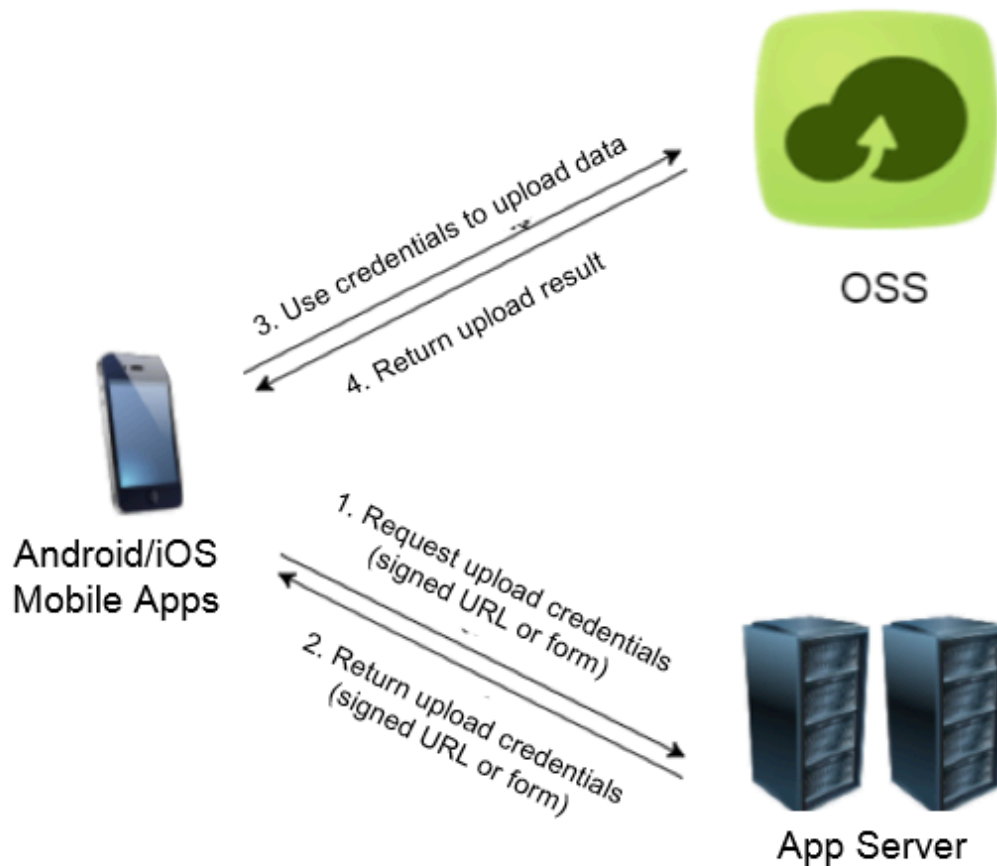 3. Use credentials to upload data
4. Return upload result
OSS
Android/iOS
Mobile Apps
1. Request upload credentials
(signed URL or form)
2. Return upload credentials
(signed URL or form)
App Server